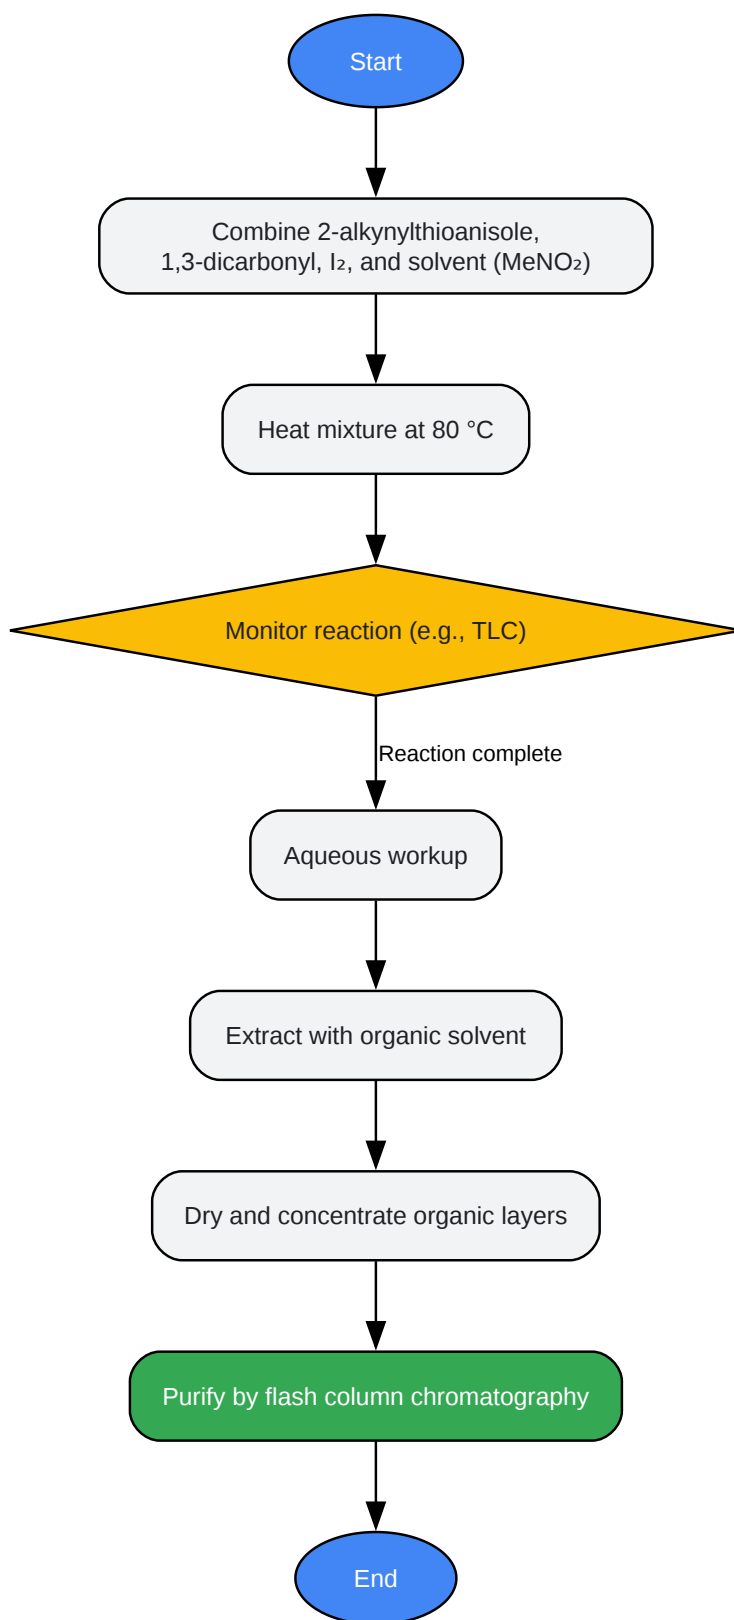 Start
Combine 2-alkynylthioanisole,
1,3-dicarbonyl, I₂, and solvent (MeNO₂)
Heat mixture at 80 °C
Monitor reaction (e.g., TLC)
Reaction complete
Aqueous workup
Extract with organic solvent
Dry and concentrate organic layers
Purify by flash column chromatography
End